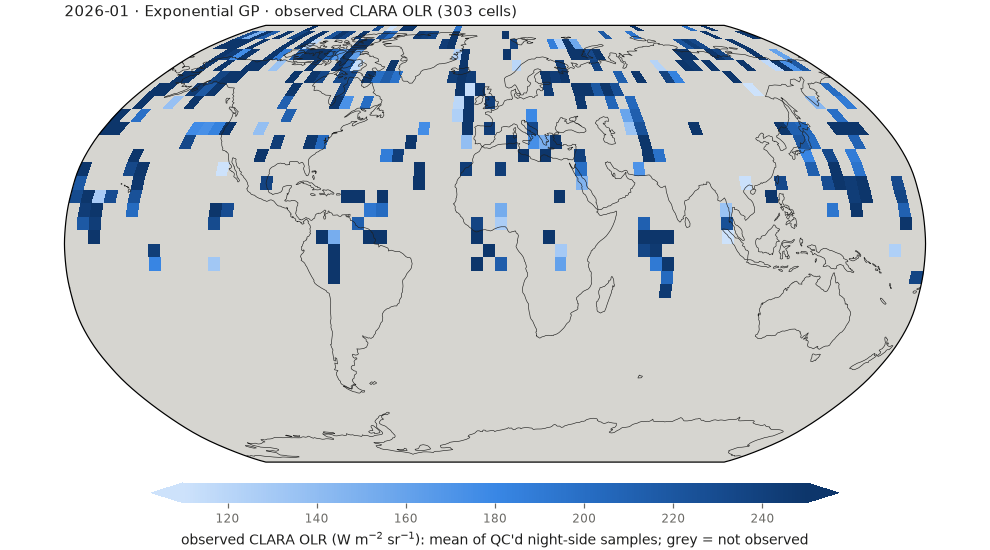 2026-01 · Exponential GP · observed CLARA OLR (303 cells)
120 140 160 180 200 220 240
observed CLARA OLR (W m⁻² sr⁻¹): mean of QC'd night-side samples; grey = not observed